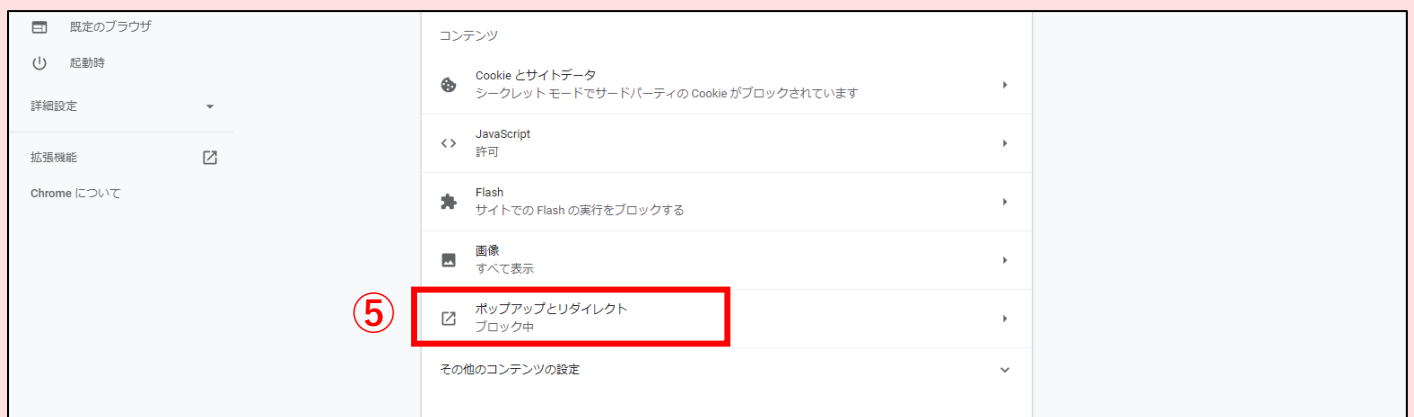 既定のブラウザ
起動時
詳細設定
拡張機能
Chrome について
コンテンツ
Cookie とサイトデータ
シークレット モードでサードパーティの Cookie がブロックされています
JavaScript
許可
Flash
サイトでの Flash の実行をブロックする
画像
すべて表示
⑤
ポップアップとリダイレクト
ブロック中
その他のコンテンツの設定